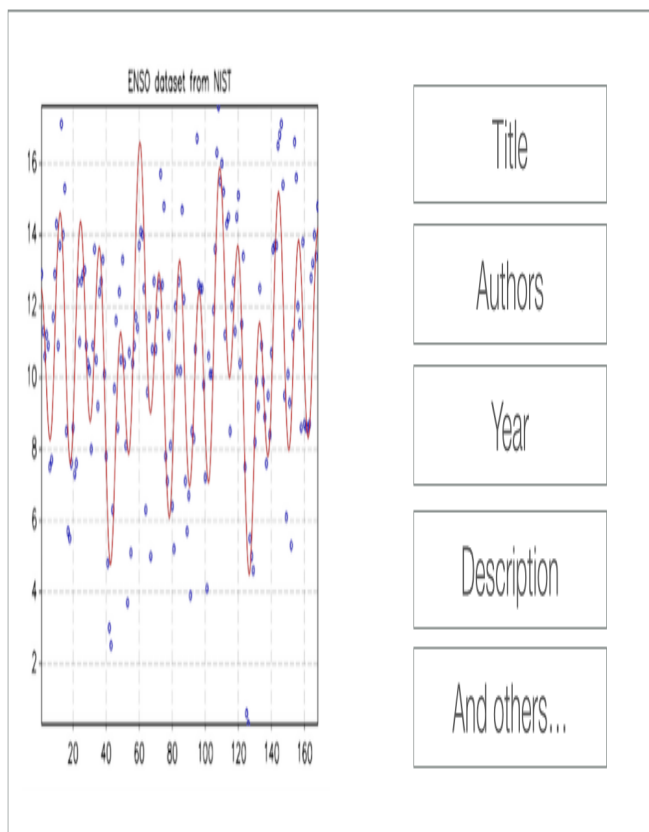 ENSO dataset from NIST
16
14
12
10
8
6
4
2
20 40 60 80 100 120 140 160
Title
Authors
Year
Description
And others...